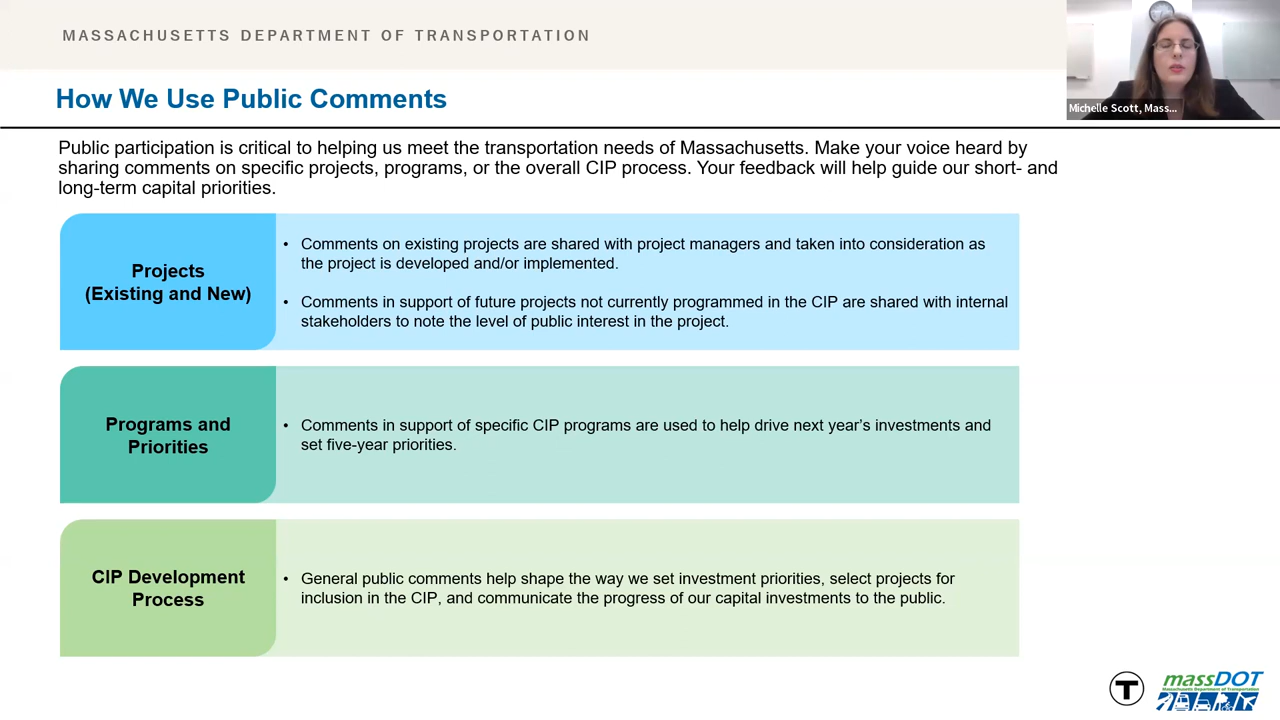 MASSACHUSETTS DEPARTMENT OF TRANSPORTATION
Michelle Scott, Mass...
How We Use Public Comments
Public participation is critical to helping us meet the transportation needs of Massachusetts. Make your voice heard by
sharing comments on specific projects, programs, or the overall CIP process. Your feedback will help guide our short- and
long-term capital priorities.
Projects
(Existing and New)
• Comments on existing projects are shared with project managers and taken into consideration as
the project is developed and/or implemented.
• Comments in support of future projects not currently programmed in the CIP are shared with internal
stakeholders to note the level of public interest in the project.
Programs and
Priorities
• Comments in support of specific CIP programs are used to help drive next year’s investments and
set five-year priorities.
CIP Development
Process
• General public comments help shape the way we set investment priorities, select projects for
inclusion in the CIP, and communicate the progress of our capital investments to the public.
T
massDOT
Massachusetts Department of Transportation